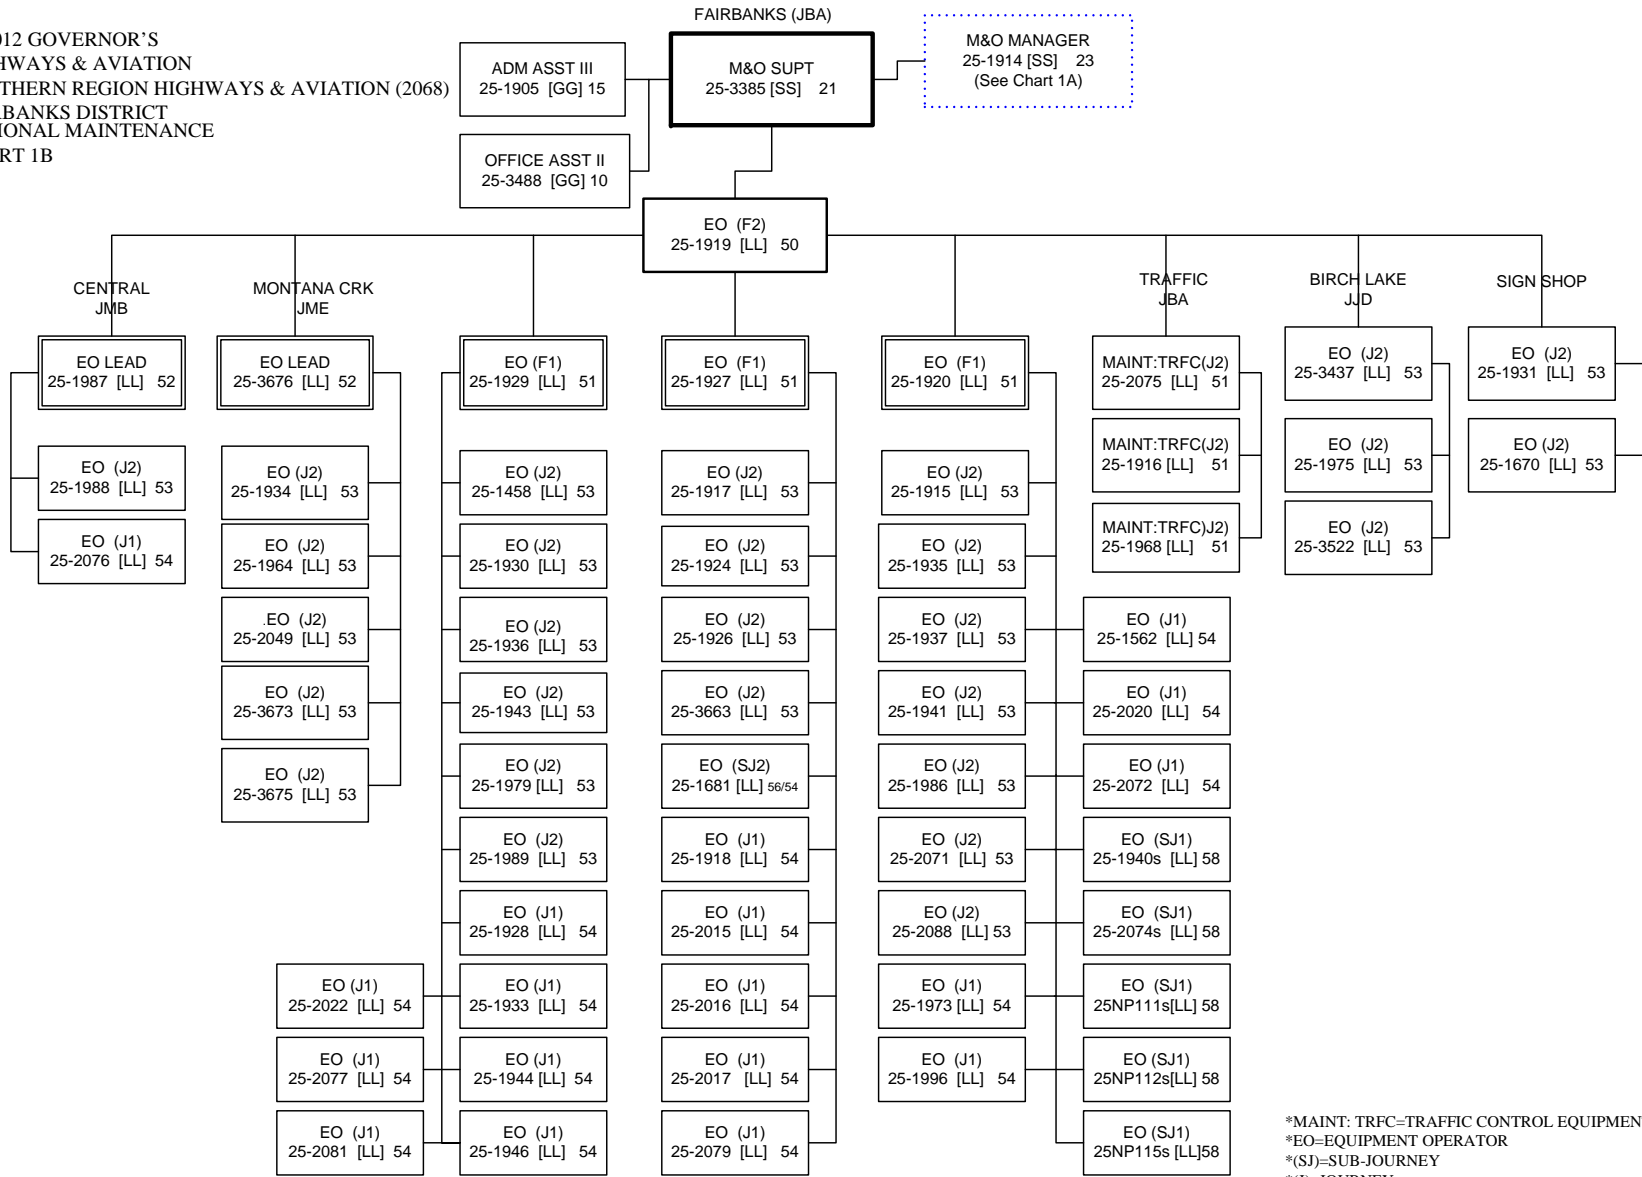 FAIRBANKS (JBA)
012 GOVERNOR'S
HWAYS & AVIATION
THERN REGION HIGHWAYS & AVIATION (2068)
BANKS DISTRICT
IONAL MAINTENANCE
RT 1B
ADM ASST III
25-1905 [GG] 15
M&O SUPT
25-3385 [SS] 21
M&O MANAGER
25-1914 [SS] 23
(See Chart 1A)
OFFICE ASST II
25-3488 [GG] 10
EO (F2)
25-1919 [LL] 50
CENTRAL
JMB
EO LEAD
25-1987 [LL] 52
EO (J2)
25-1988 [LL] 53
EO (J1)
25-2076 [LL] 54
MONTANA CRK
JME
EO LEAD
25-3676 [LL] 52
EO (J2)
25-1934 [LL] 53
EO (J2)
25-1964 [LL] 53
.EO (J2)
25-2049 [LL] 53
EO (J2)
25-3673 [LL] 53
EO (J2)
25-3675 [LL] 53
EO (F1)
25-1929 [LL] 51
EO (J2)
25-1458 [LL] 53
EO (J2)
25-1930 [LL] 53
EO (J2)
25-1936 [LL] 53
EO (J2)
25-1943 [LL] 53
EO (J2)
25-1979 [LL] 53
EO (J2)
25-1989 [LL] 53
EO (J1)
25-1928 [LL] 54
EO (J1)
25-2022 [LL] 54
EO (J1)
25-1933 [LL] 54
EO (J1)
25-2077 [LL] 54
EO (J1)
25-1944 [LL] 54
EO (J1)
25-2081 [LL] 54
EO (J1)
25-1946 [LL] 54
EO (F1)
25-1927 [LL] 51
EO (J2)
25-1917 [LL] 53
EO (J2)
25-1924 [LL] 53
EO (J2)
25-1926 [LL] 53
EO (J2)
25-3663 [LL] 53
EO (SJ2)
25-1681 [LL] 56/54
EO (J1)
25-1918 [LL] 54
EO (J1)
25-2015 [LL] 54
EO (J1)
25-2016 [LL] 54
EO (J1)
25-2017 [LL] 54
EO (J1)
25-2079 [LL] 54
EO (F1)
25-1920 [LL] 51
EO (J2)
25-1915 [LL] 53
EO (J2)
25-1935 [LL] 53
EO (J2)
25-1937 [LL] 53
EO (J2)
25-1941 [LL] 53
EO (J2)
25-1986 [LL] 53
EO (J2)
25-2071 [LL] 53
EO (J2)
25-2088 [LL] 53
EO (J1)
25-1973 [LL] 54
EO (J1)
25-1996 [LL] 54
EO (J1)
25-1562 [LL] 54
EO (J1)
25-2020 [LL] 54
EO (J1)
25-2072 [LL] 54
EO (SJ1)
25-1940s [LL] 58
EO (SJ1)
25-2074s [LL] 58
EO (SJ1)
25NP111s[LL] 58
EO (SJ1)
25NP112s[LL] 58
EO (SJ1)
25NP115s [LL]58
TRAFFIC
JBA
MAINT:TRFC(J2)
25-2075 [LL] 51
MAINT:TRFC(J2)
25-1916 [LL] 51
MAINT:TRFC)J2)
25-1968 [LL] 51
BIRCH LAKE
JJD
EO (J2)
25-3437 [LL] 53
EO (J2)
25-1975 [LL] 53
EO (J2)
25-3522 [LL] 53
SIGN SHOP
EO (J2)
25-1931 [LL] 53
EO (J2)
25-1670 [LL] 53
*MAINT: TRFC=TRAFFIC CONTROL EQUIPMEN
*EO=EQUIPMENT OPERATOR
*(SJ)=SUB-JOURNEY